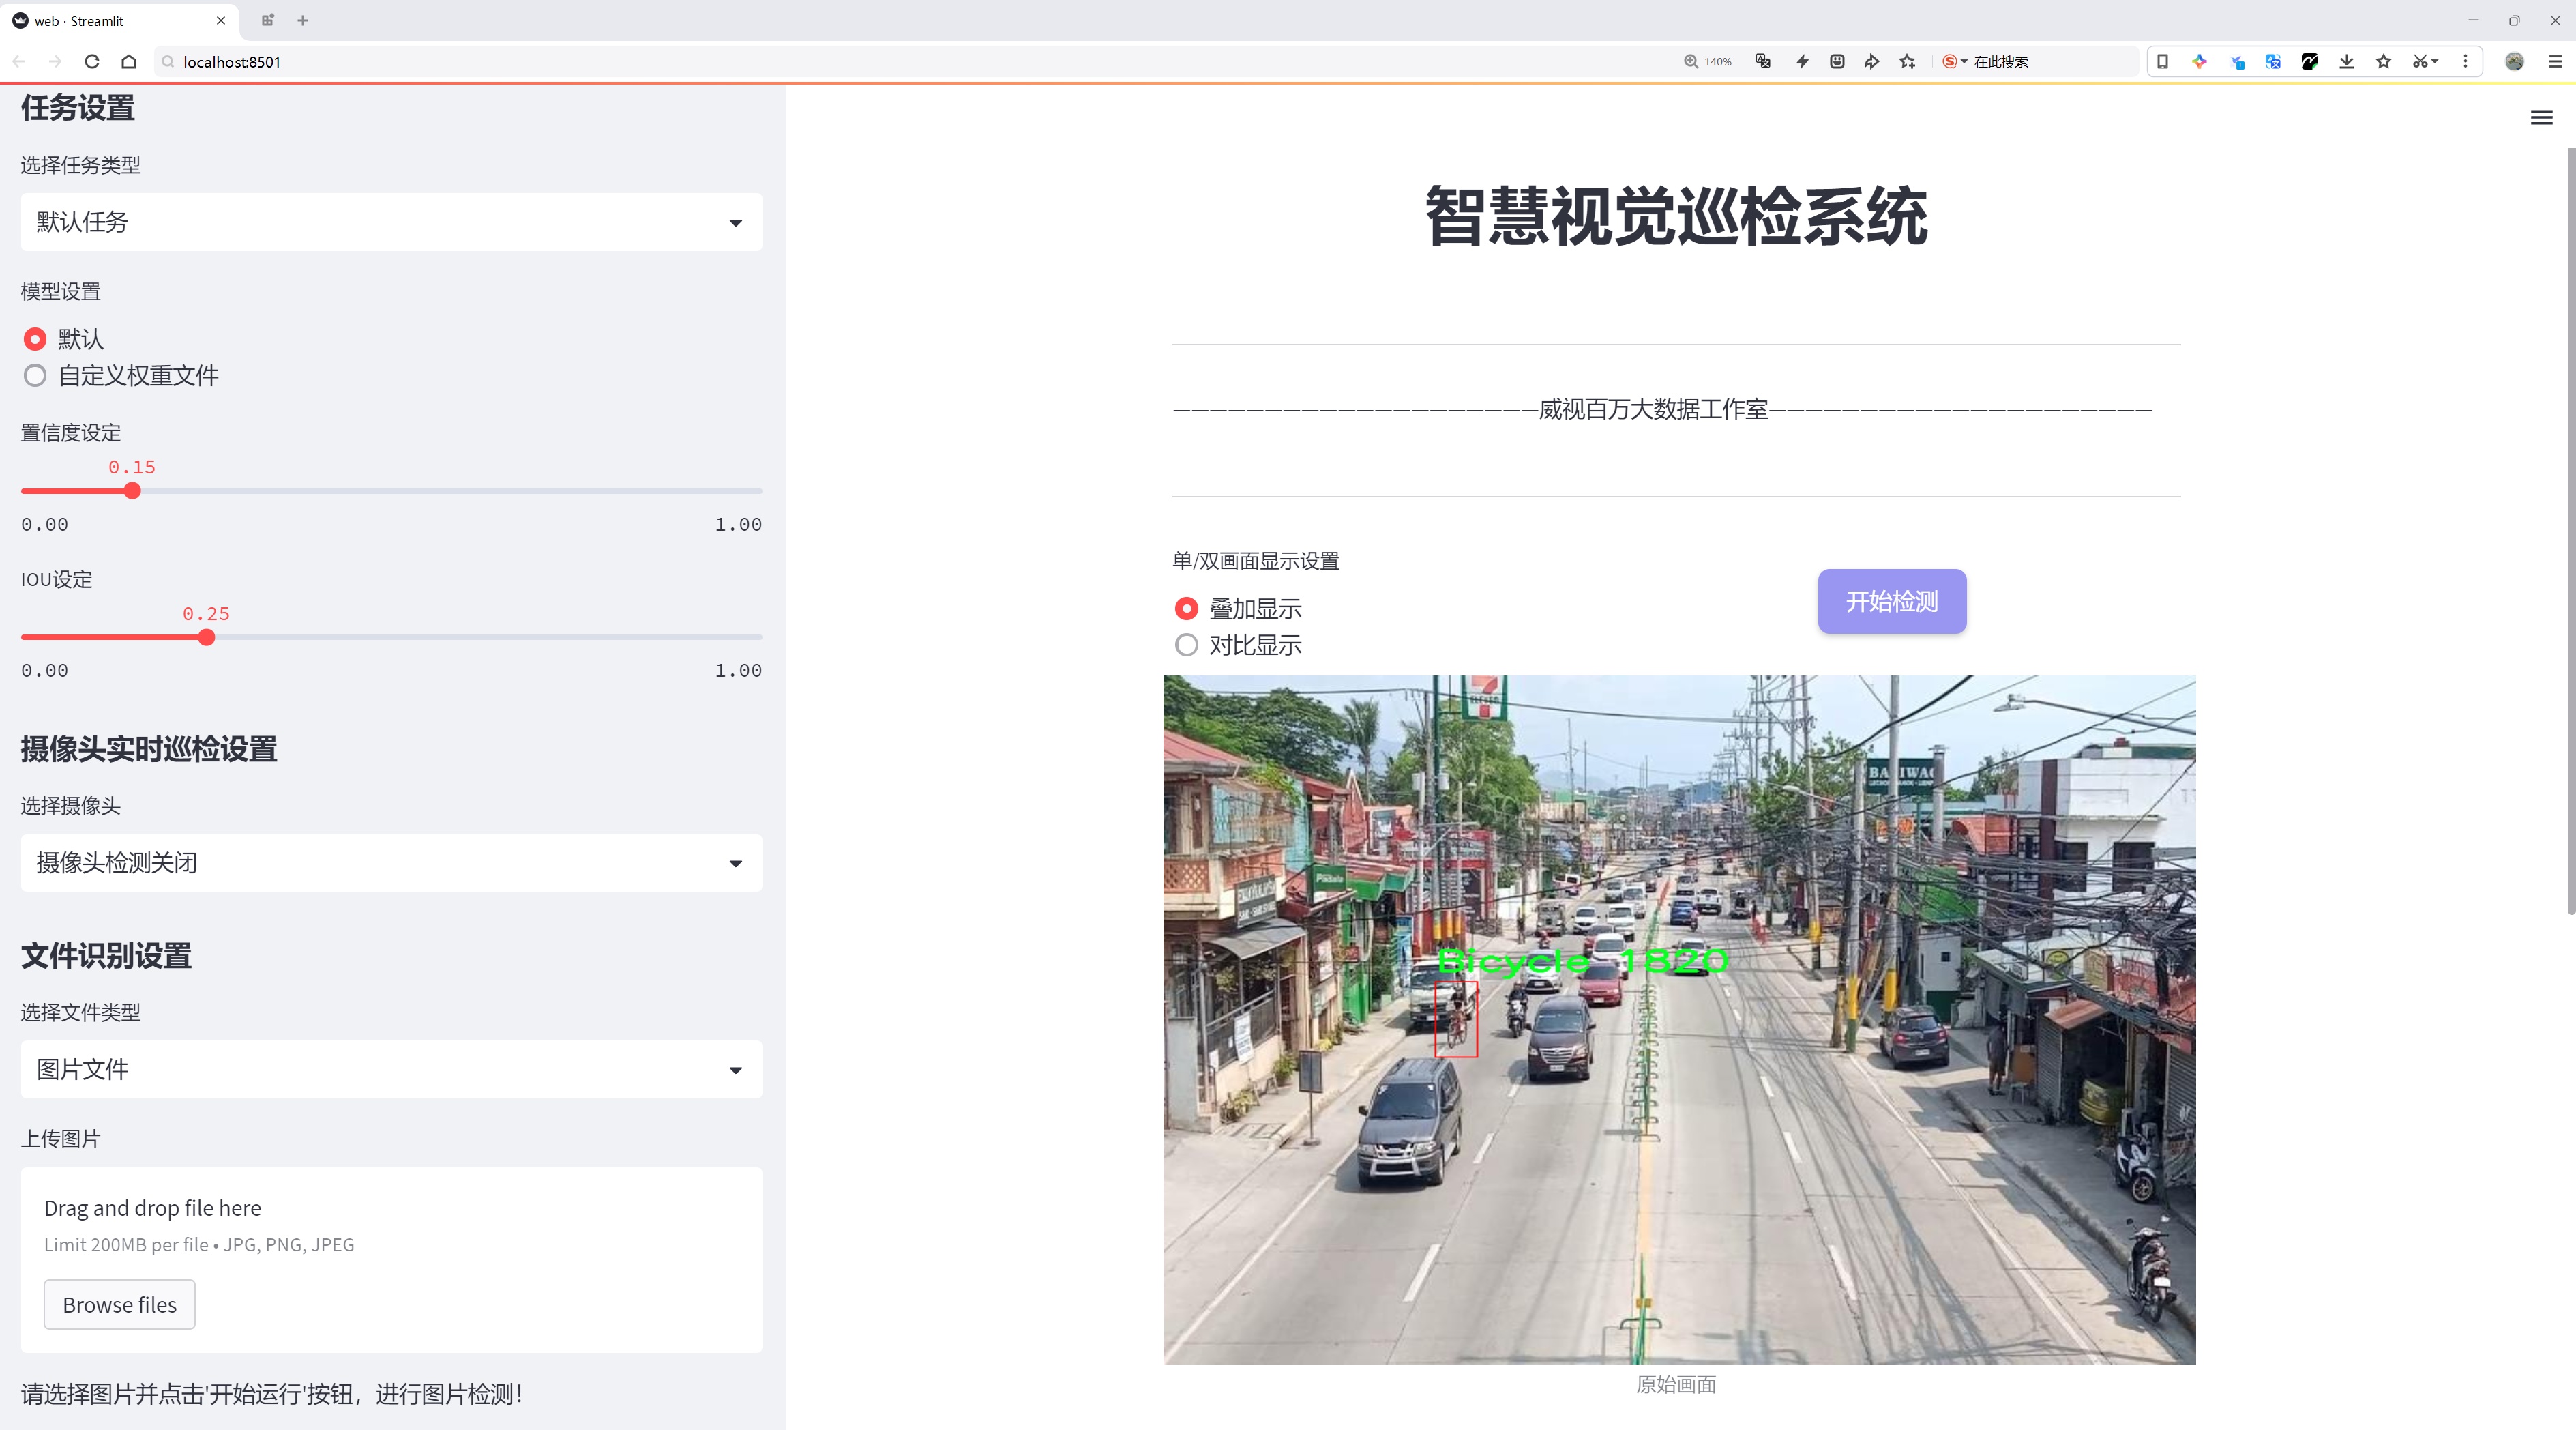 web · Streamlit
localhost:8501
140%
在此搜索
任务设置
选择任务类型
默认任务
模型设置
默认
自定义权重文件
置信度设定
0.15
0.00
1.00
IOU设定
0.25
0.00
1.00
摄像头实时巡检设置
选择摄像头
摄像头检测关闭
文件识别设置
选择文件类型
图片文件
上传图片
Drag and drop file here
Limit 200MB per file • JPG, PNG, JPEG
Browse files
请选择图片并点击'开始运行'按钮，进行图片检测！
智慧视觉巡检系统
————————————————————威视百万大数据工作室—————————————————————
单/双画面显示设置
叠加显示
对比显示
开始检测
Bicycle 1820
原始画面